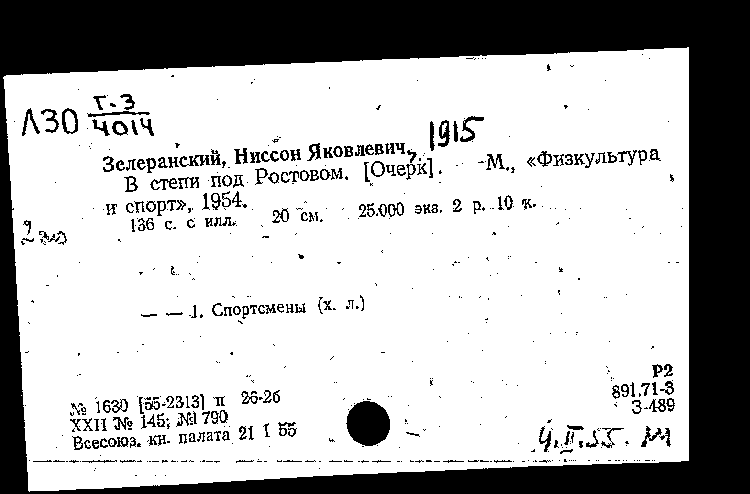 Л30 Г-3
4014
Зелеранский, Ниссон Яковлевич, 1915
В степи под Ростовом. [Очерк]. -М., «Физкультура
и спорт», 1954.
136 с. с илл. 20 см. 25.000 экз. 2 р. 10 к.
2 экз
— — 1. Спортсмены (х. л.)
Р2
№ 1630 [55-2313] п 26-26
891.71-3
XXII № 145; №1 790
З-489
Всесоюз. кн. палата 21 I 55
4.II.55.